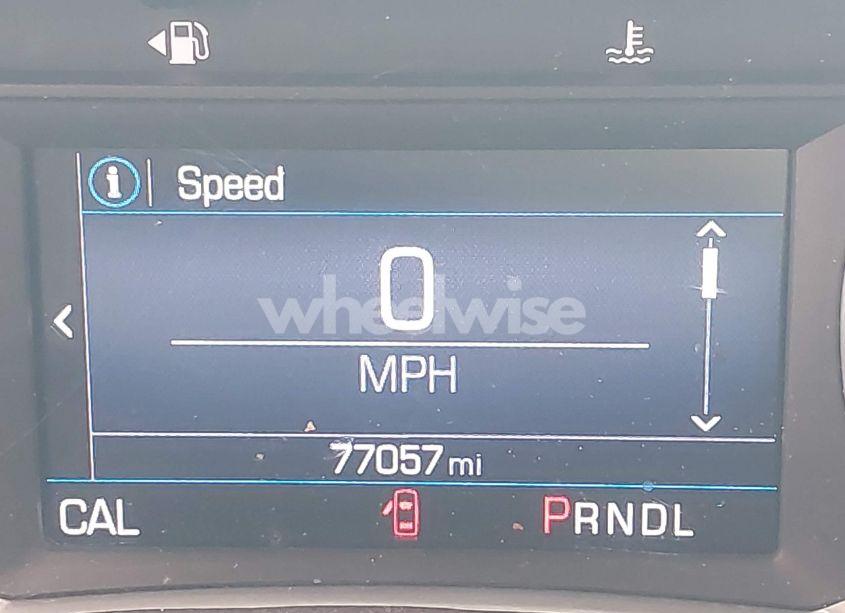 Speed
0
wheelwise
MPH
77057 mi
CAL
PRNDL